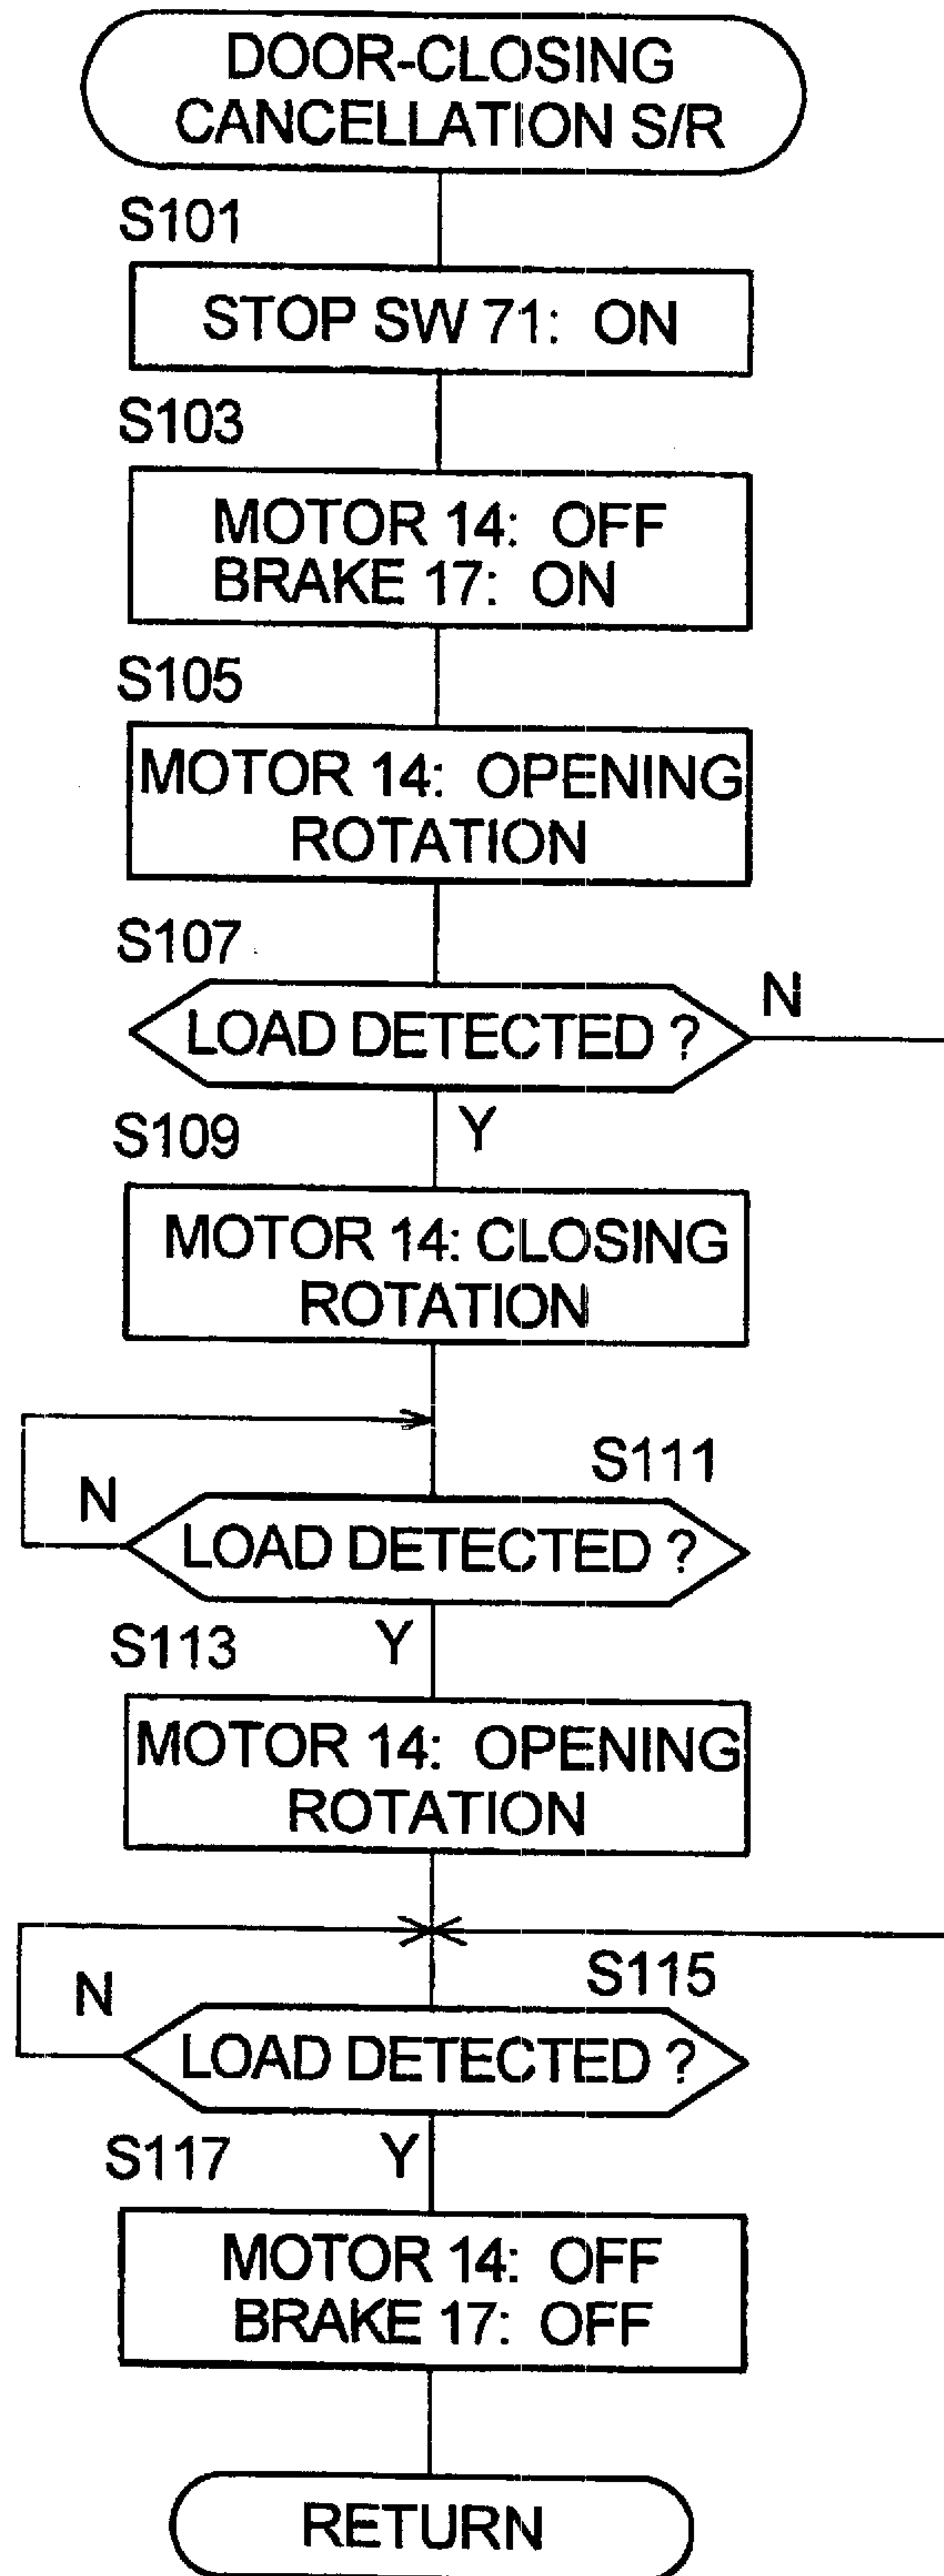 DOOR-CLOSING
CANCELLATION S/R
S101
STOP SW 71: ON
S103
MOTOR 14: OFF
BRAKE 17: ON
S105
MOTOR 14: OPENING
ROTATION
S107
N
LOAD DETECTED ?
Y
S109
MOTOR 14: CLOSING
ROTATION
S111
N
LOAD DETECTED ?
Y
S113
MOTOR 14: OPENING
ROTATION
S115
N
LOAD DETECTED ?
Y
S117
MOTOR 14: OFF
BRAKE 17: OFF
RETURN